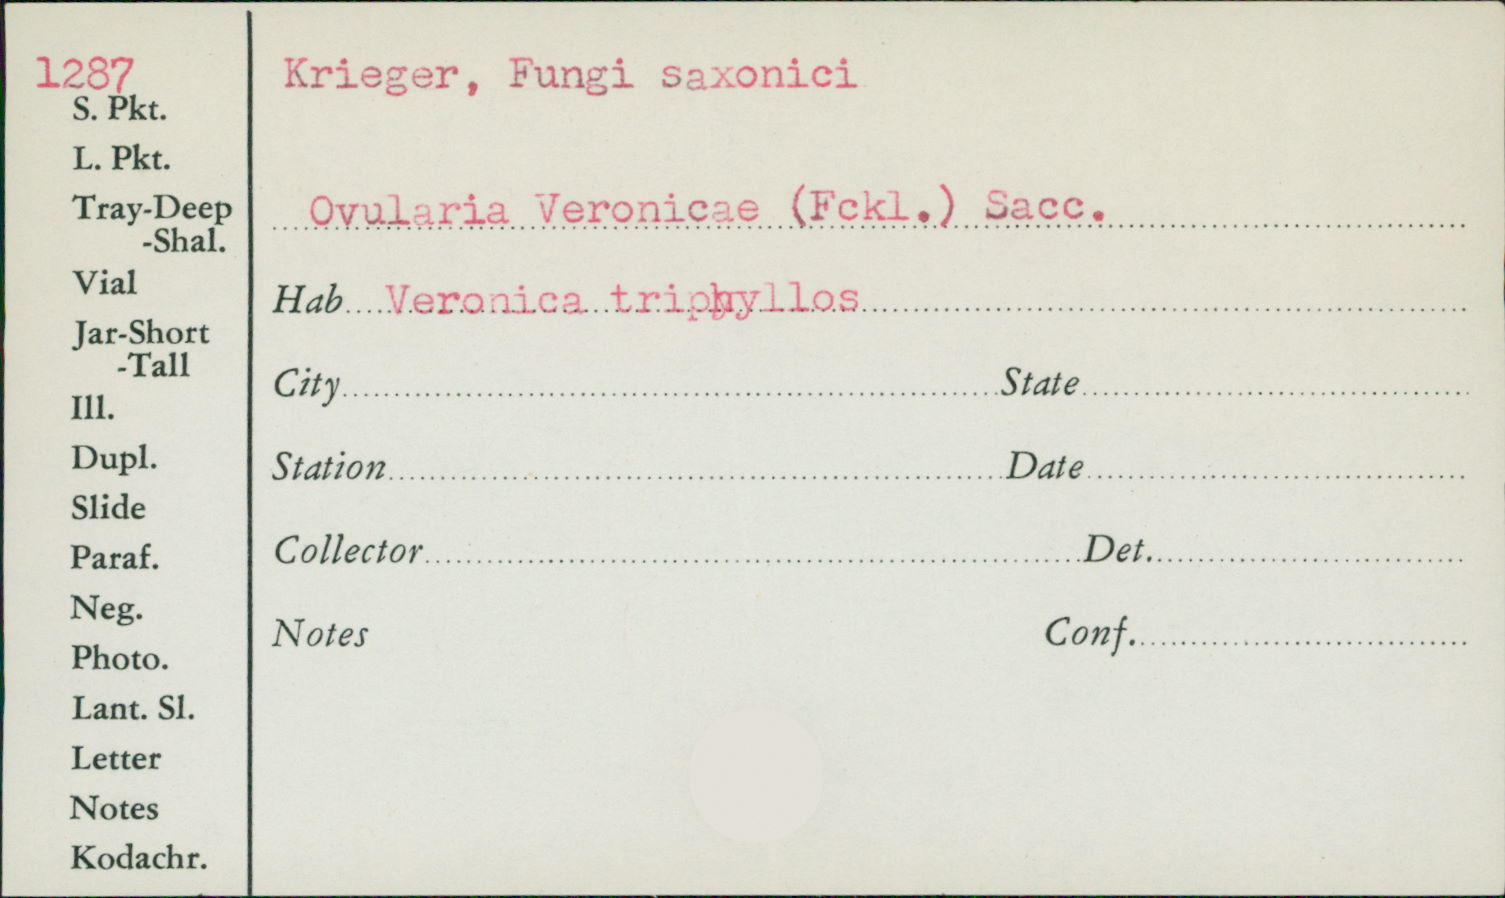 1287
S. Pkt.
L. Pkt.
Tray-Deep
-Shal.
Vial
Jar-Short
-Tall
Ill.
Dupl.
Slide
Paraf.
Neg.
Photo.
Lant. Sl.
Letter
Notes
Kodachr.
Krieger, Fungi saxonici
Ovularia Veronicae (Fckl.) Sacc.
Hab Veronica triphyllos
City State
Station Date
Collector Det.
Notes Conf.